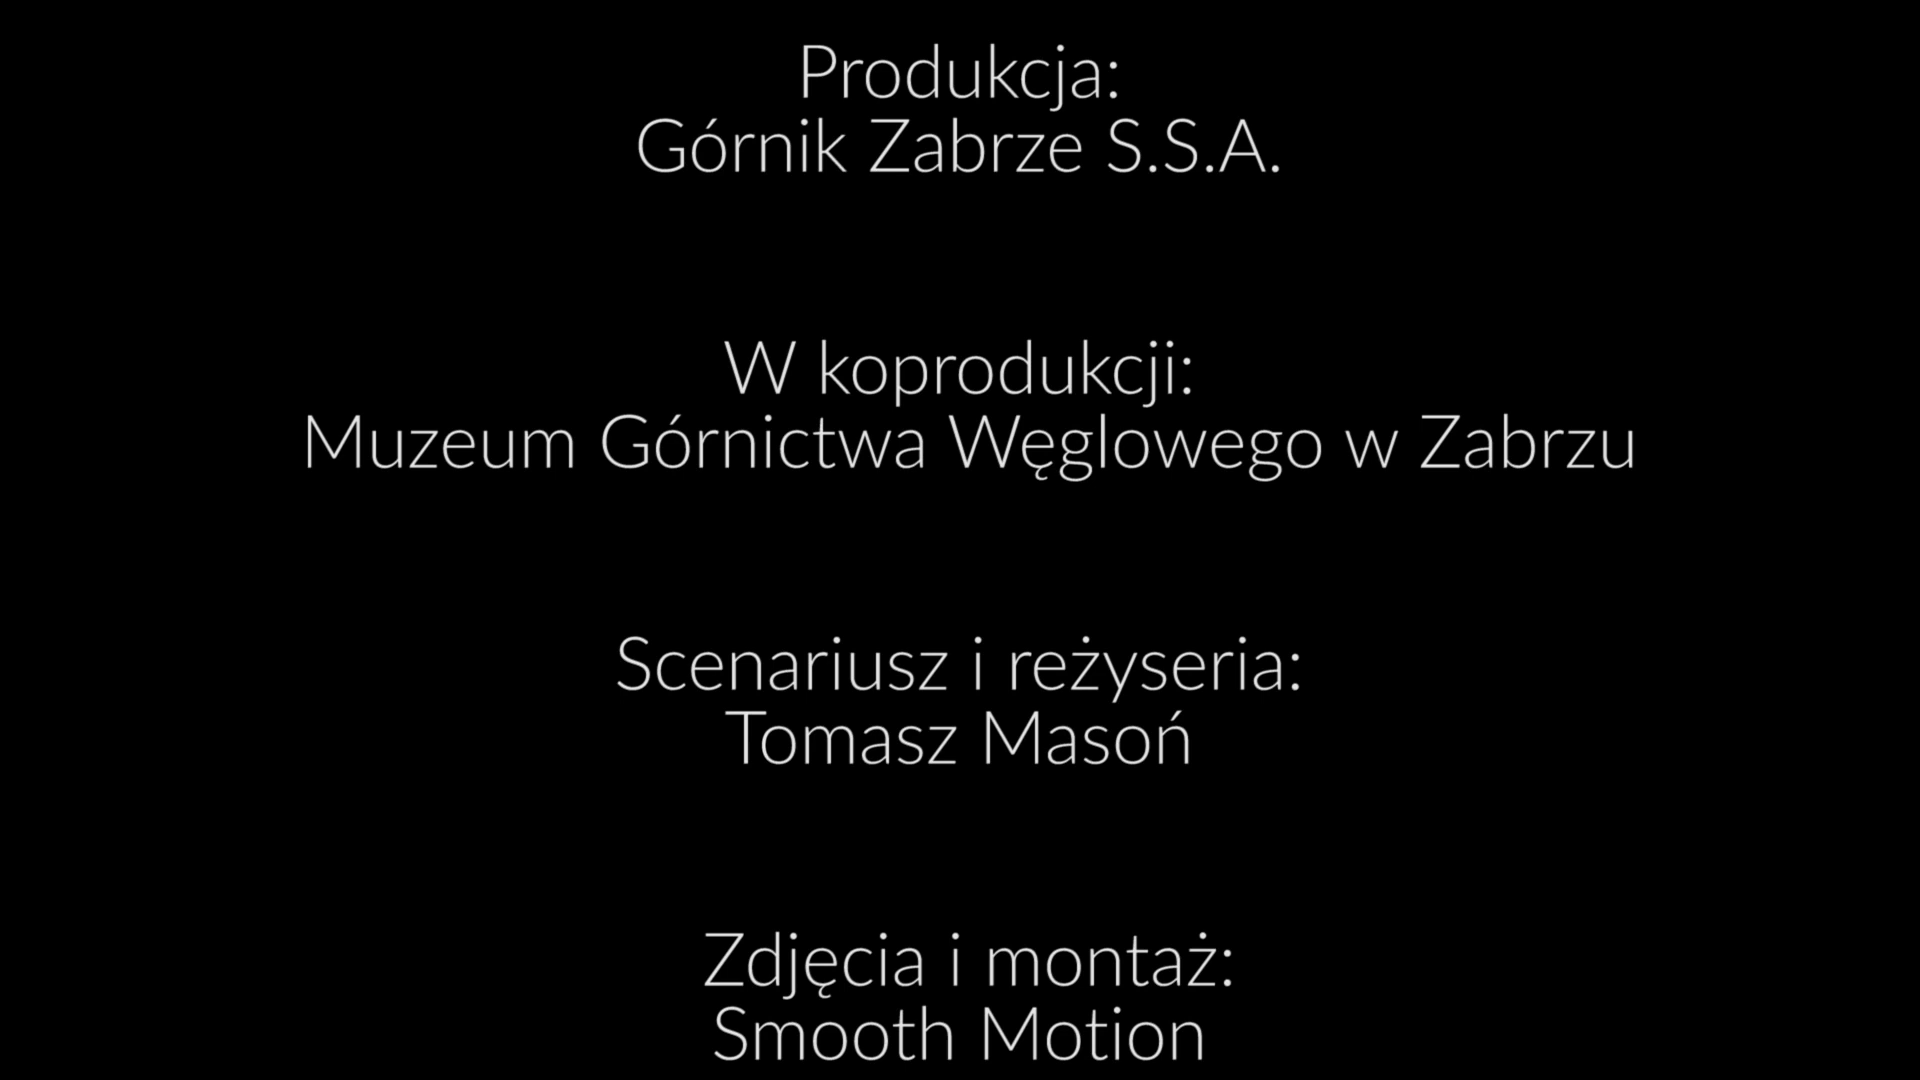 Produkcja:
Górnik Zabrze S.S.A.
W koprodukcji:
Muzeum Górnictwa Węglowego w Zabrzu
Scenariusz i reżyseria:
Tomasz Masoń
Zdjęcia i montaż:
Smooth Motion